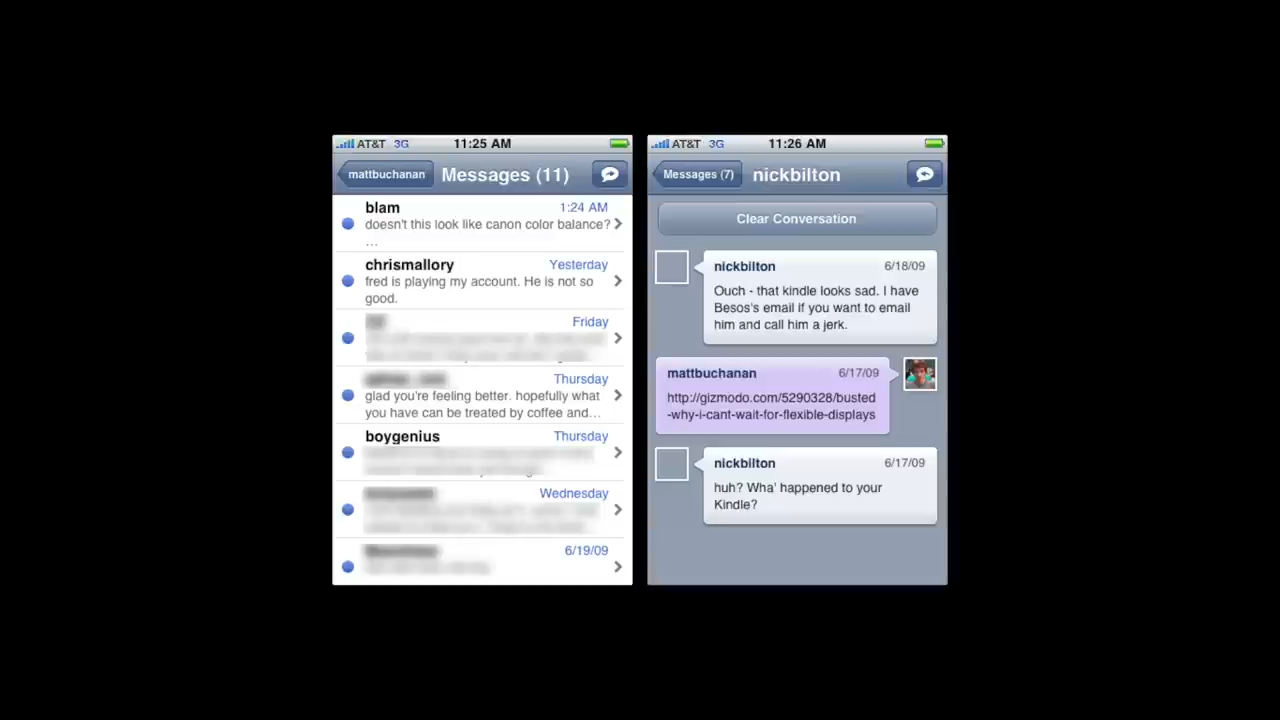 AT&T 3G 11:25 AM
mattbuchanan Messages (11)
blam 1:24 AM
doesn't this look like canon color balance?
...
chrismallory Yesterday
fred is playing my account. He is not so
good.
Friday
Thursday
glad you're feeling better. hopefully what
you have can be treated by coffee and...
boygenius Thursday
Wednesday
6/19/09
AT&T 3G 11:26 AM
Messages (7) nickbilton
Clear Conversation
nickbilton 6/18/09
Ouch - that kindle looks sad. I have
Besos's email if you want to email
him and call him a jerk.
mattbuchanan 6/17/09
http://gizmodo.com/5290328/busted
-why-i-cant-wait-for-flexible-displays
nickbilton 6/17/09
huh? Wha' happened to your
Kindle?